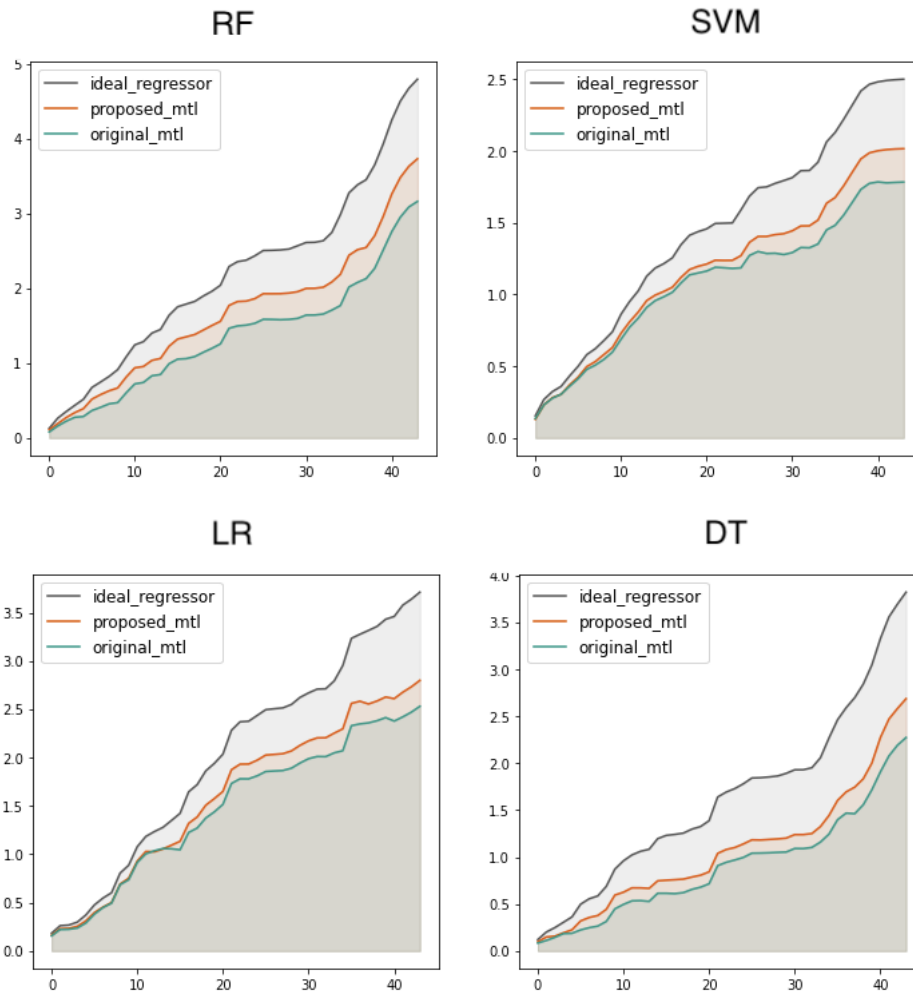 RF
5
4
3
2
1
0
ideal_regressor
proposed_mtl
original_mtl
0 10 20 30 40
SVM
2.5
2.0
1.5
1.0
0.5
0.0
ideal_regressor
proposed_mtl
original_mtl
0 10 20 30 40
LR
3.5
3.0
2.5
2.0
1.5
1.0
0.5
0.0
ideal_regressor
proposed_mtl
original_mtl
0 10 20 30 40
DT
4.0
3.5
3.0
2.5
2.0
1.5
1.0
0.5
0.0
ideal_regressor
proposed_mtl
original_mtl
0 10 20 30 40